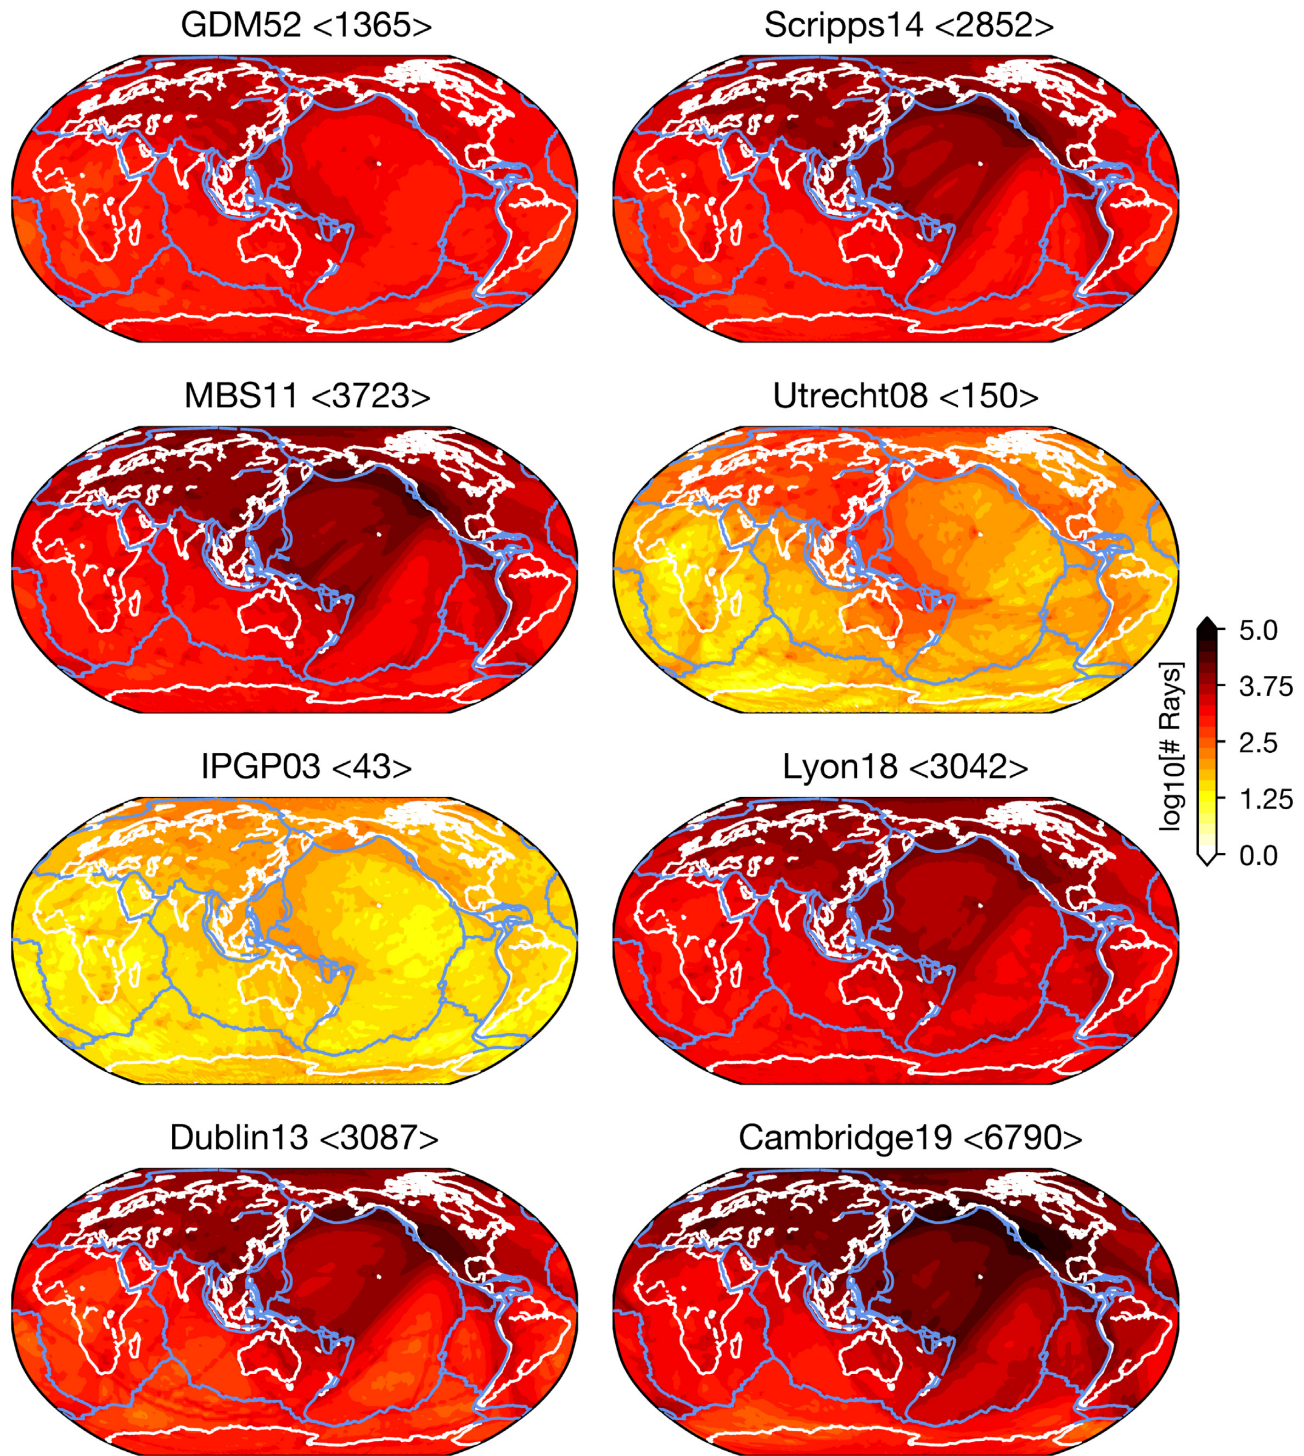 GDM52 <1365>
Scripps14 <2852>
MBS11 <3723>
Utrecht08 <150>
IPGP03 <43>
Lyon18 <3042>
log10[# Rays]
5.0
3.75
2.5
1.25
0.0
Dublin13 <3087>
Cambridge19 <6790>